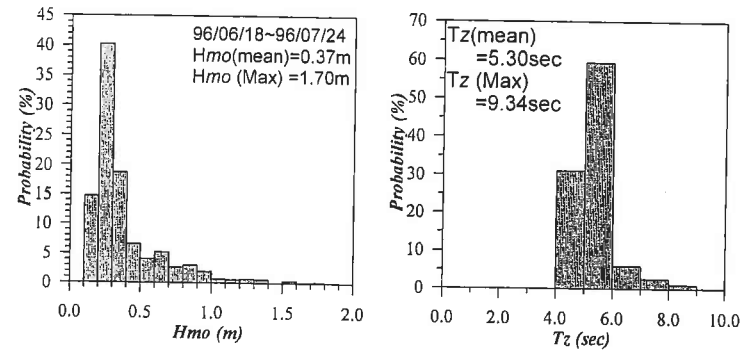 96/06/18~96/07/24
Hmo(mean)=0.37m
Hmo (Max) =1.70m
Probability (%)
45
40
35
30
25
20
15
10
5
0
0.0 0.5 1.0 1.5 2.0
Hmo (m)
Tz(mean)
=5.30sec
Tz (Max)
=9.34sec
Probability (%)
70
60
50
40
30
20
10
0
0.0 2.0 4.0 6.0 8.0 10.0
Tz (sec)